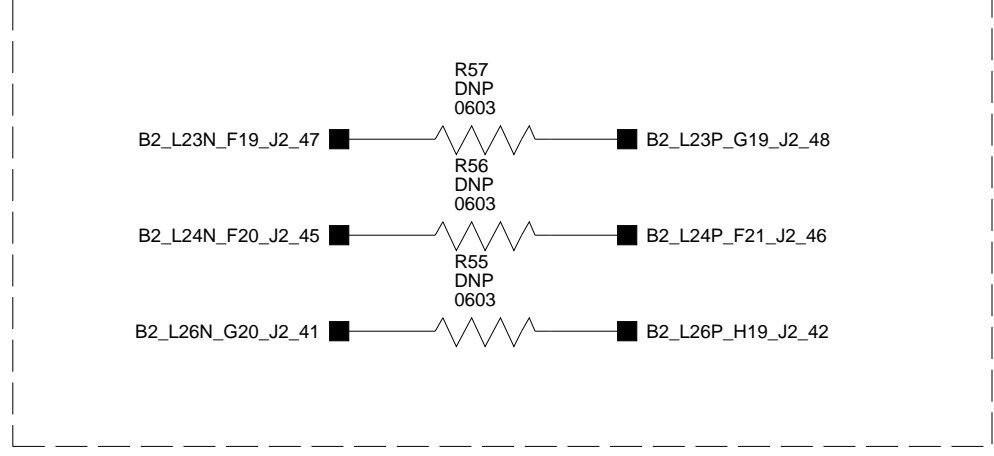 R57
DNP
0603
B2_L23N_F19_J2_47
B2_L23P_G19_J2_48
R56
DNP
0603
B2_L24N_F20_J2_45
B2_L24P_F21_J2_46
R55
DNP
0603
B2_L26N_G20_J2_41
B2_L26P_H19_J2_42